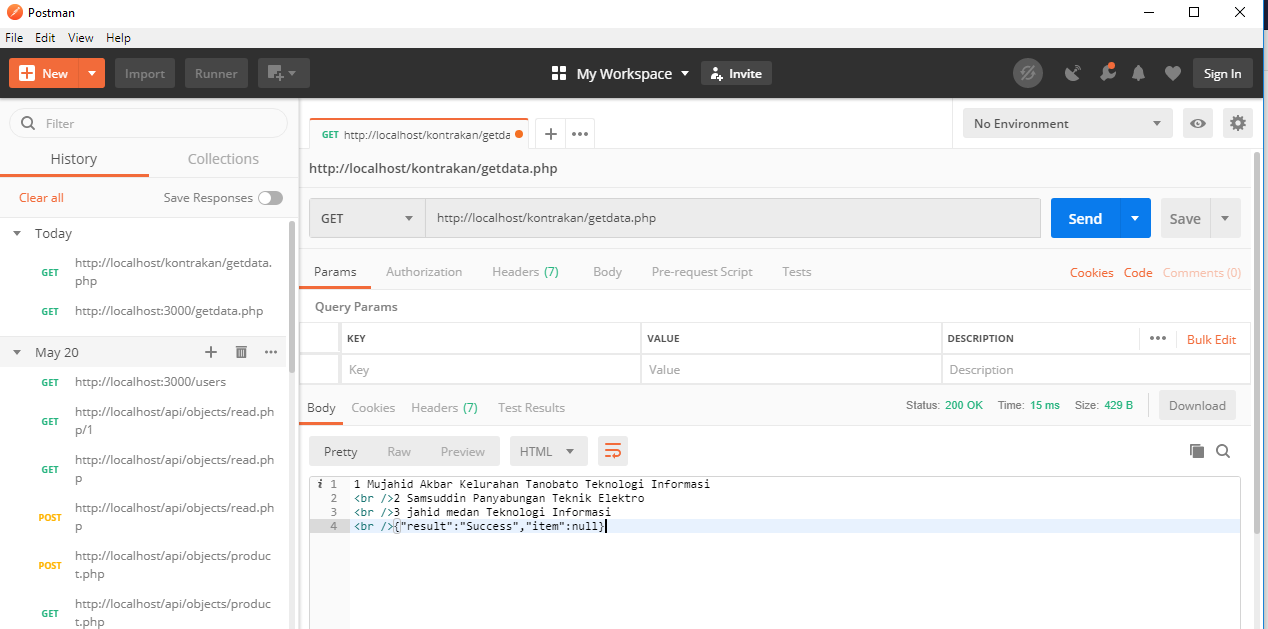 Postman
File Edit View Help
New Import Runner My Workspace Invite Sign In
Filter
History Collections
Clear all Save Responses
Today
GET http://localhost/kontrakan/getdata.
php
GET http://localhost:3000/getdata.php
May 20
GET http://localhost:3000/users
GET http://localhost/api/objects/read.ph
p/1
GET http://localhost/api/objects/read.ph
p
POST http://localhost/api/objects/read.ph
p
POST http://localhost/api/objects/produc
t.php
GET http://localhost/api/objects/produc
t.php
GET http://localhost/kontrakan/getda
No Environment
http://localhost/kontrakan/getdata.php
GET http://localhost/kontrakan/getdata.php Send Save
Params Authorization Headers (7) Body Pre-request Script Tests Cookies Code Comments (0)
Query Params
KEY VALUE DESCRIPTION Bulk Edit
Key Value Description
Body Cookies Headers (7) Test Results Status: 200 OK Time: 15 ms Size: 429 B Download
Pretty Raw Preview HTML
i 1 1 Mujahid Akbar Kelurahan Tanobato Teknologi Informasi
2 <br />2 Samsuddin Panyabungan Teknik Elektro
3 <br />3 jahid medan Teknologi Informasi
4 <br />{"result":"Success","item":null}